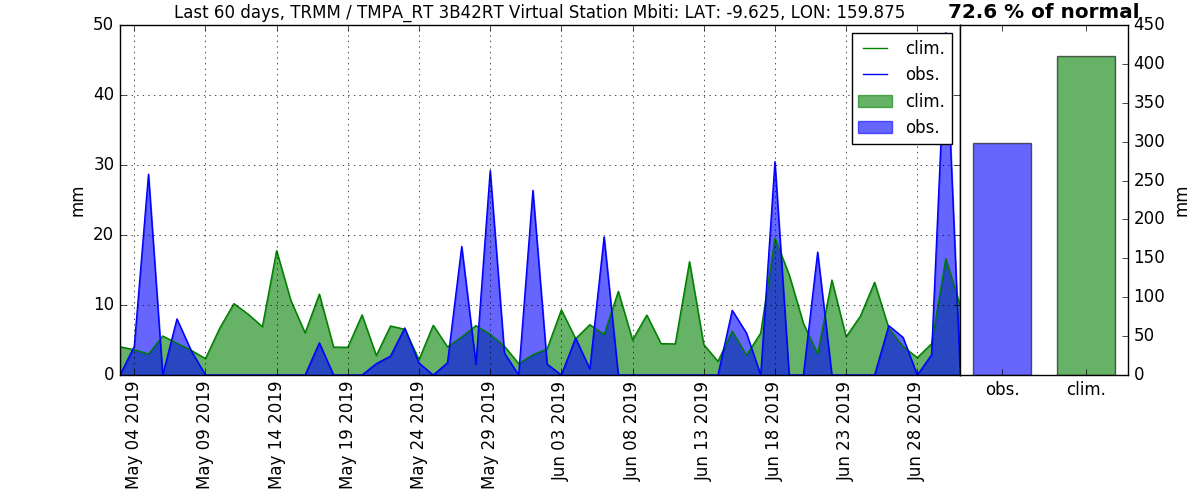 Last 60 days, TRMM / TMPA_RT 3B42RT Virtual Station Mbiti: LAT: -9.625, LON: 159.875
72.6 % of normal
50
40
30
20
10
0
mm
clim.
obs.
clim.
obs.
450
400
350
300
250
200
150
100
50
0
mm
May 04 2019
May 09 2019
May 14 2019
May 19 2019
May 24 2019
May 29 2019
Jun 03 2019
Jun 08 2019
Jun 13 2019
Jun 18 2019
Jun 23 2019
Jun 28 2019
obs.
clim.